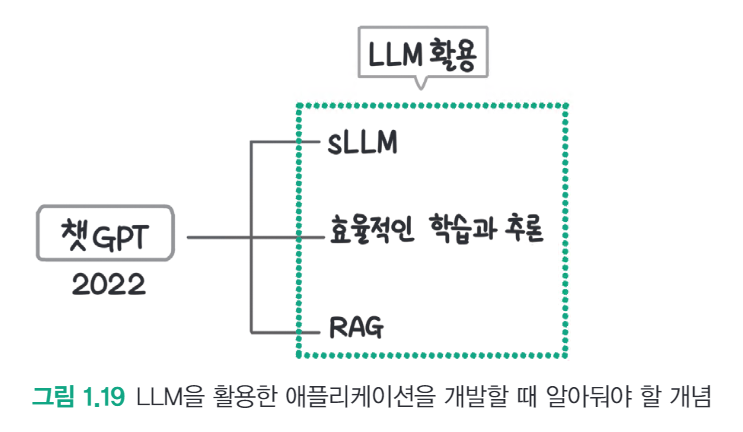 LLM 활용
sLLM
챗GPT
2022
효율적인 학습과 추론
RAG
그림 1.19 LLM을 활용한 애플리케이션을 개발할 때 알아둬야 할 개념